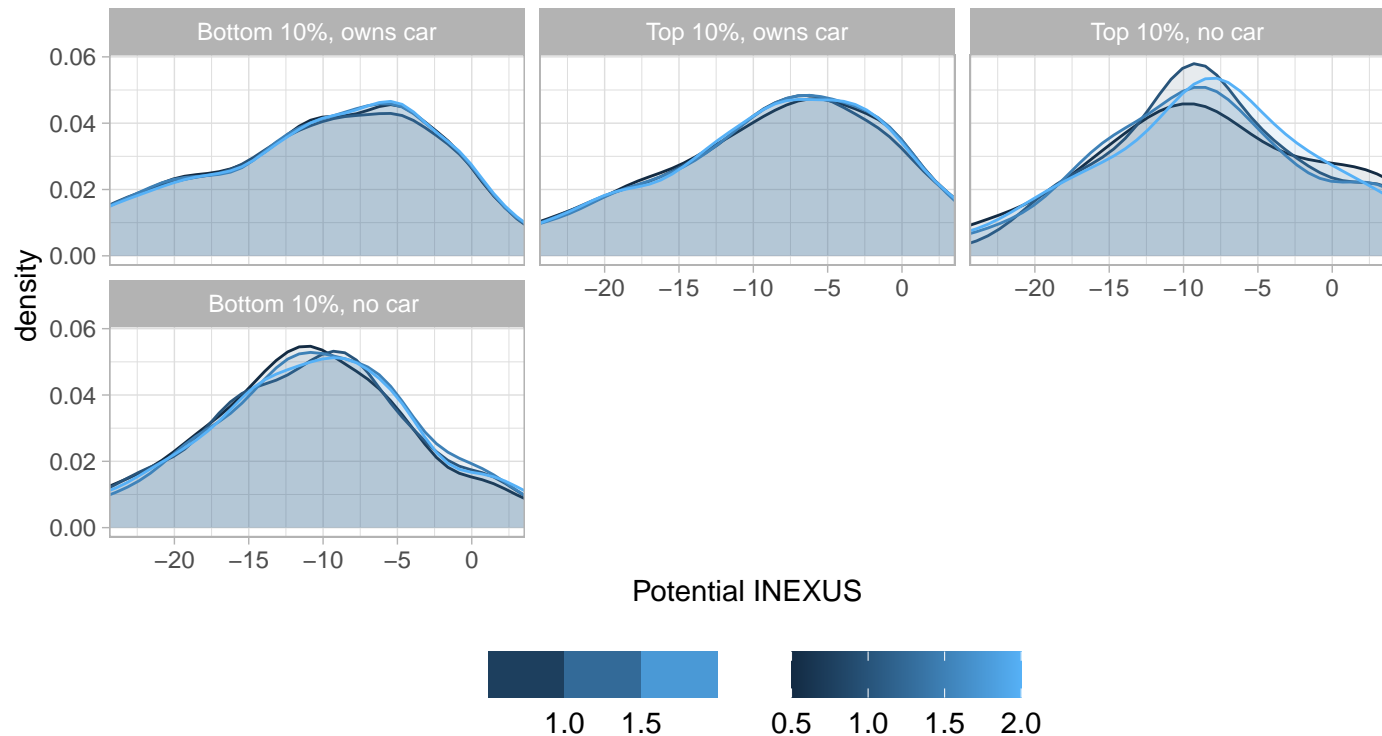 Bottom 10%, owns car
Top 10%, owns car
Top 10%, no car
0.06
0.04
0.02
0.00
−20 −15 −10 −5 0
−20 −15 −10 −5 0
density
Bottom 10%, no car
0.06
0.04
0.02
0.00
−20 −15 −10 −5 0
Potential INEXUS
1.0 1.5
0.5 1.0 1.5 2.0